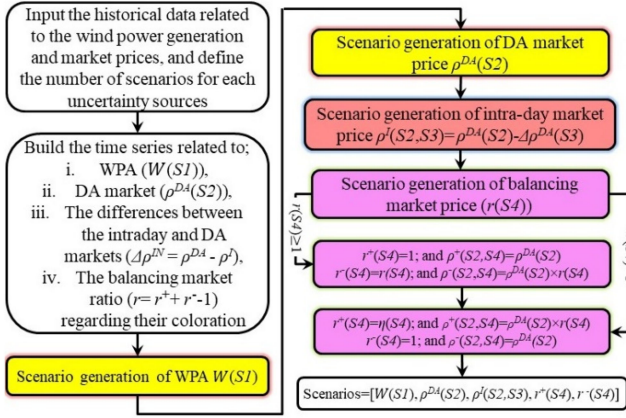 Input the historical data related
to the wind power generation
and market prices, and define
the number of scenarios for each
uncertainty sources
Build the time series related to;
i. WPA (W(S1)),
ii. DA market (ρ^DA(S2)),
iii. The differences between
the intraday and DA
markets (Δρ^IN = ρ^DA - ρ^I),
iv. The balancing market
ratio (r= r^+ + r^- -1)
regarding their coloration
Scenario generation of WPA W(S1)
Scenario generation of DA market
price ρ^DA(S2)
Scenario generation of intra-day market
price ρ^I(S2,S3)=ρ^DA(S2)-Δρ^DA(S3)
Scenario generation of balancing
market price (r(S4))
r(S4)≥1
r^+(S4)=1; and ρ^+(S2,S4)=ρ^DA(S2)
r^-(S4)=r(S4); and ρ^-(S2,S4)=ρ^DA(S2)×r(S4)
r^+(S4)=η(S4); and ρ^+(S2,S4)=ρ^DA(S2)×r(S4)
r^-(S4)=1; and ρ^-(S2,S4)=ρ^DA(S2)
Scenarios=[W(S1), ρ^DA(S2), ρ^I(S2,S3), r^+(S4), r^-(S4)]